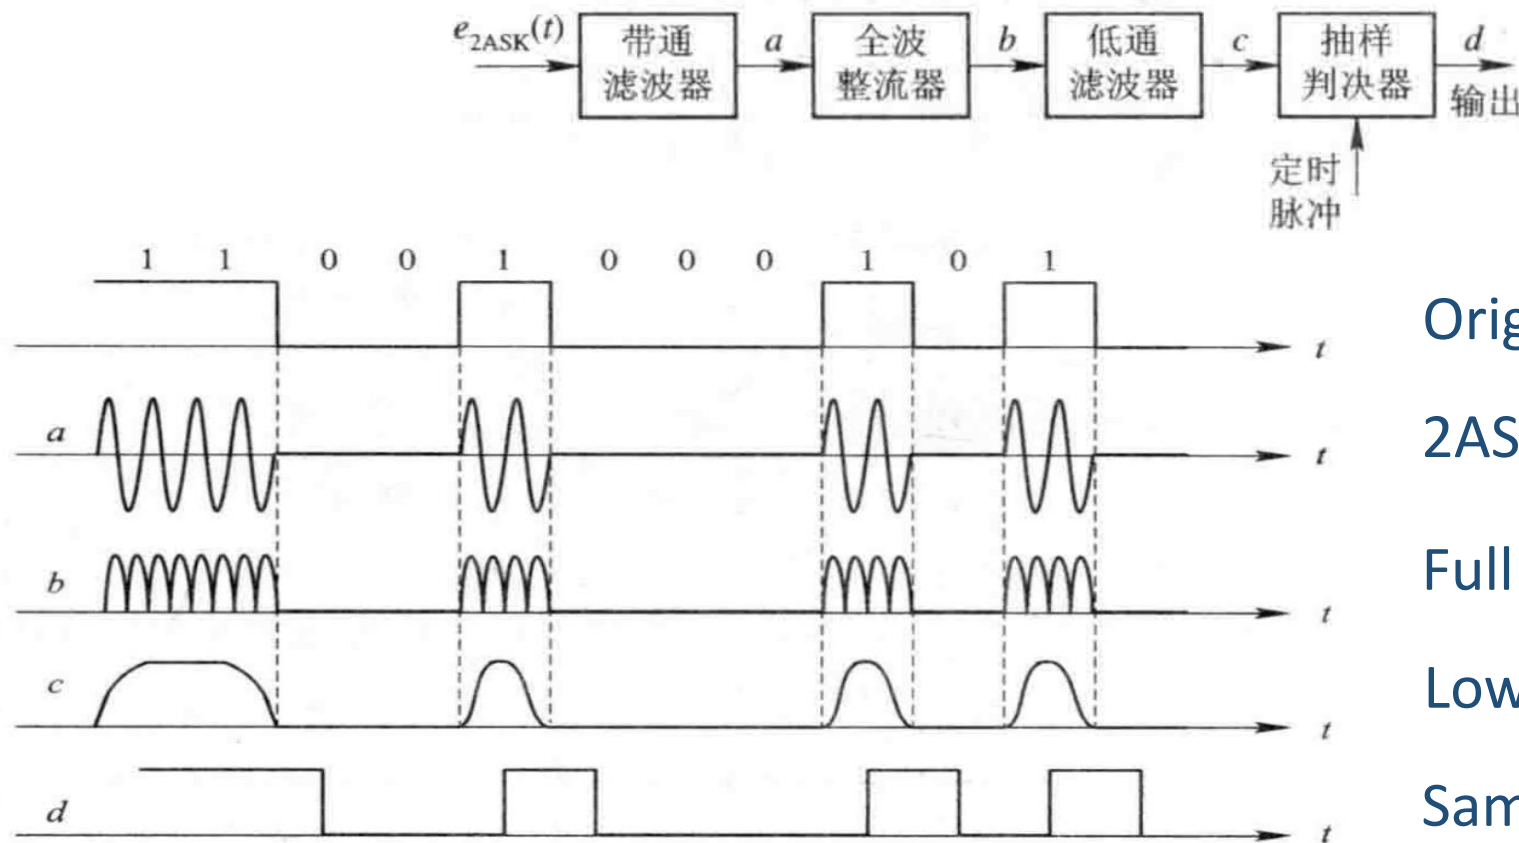 e_{2ASK}(t)
带通
滤波器
a
全波
整流器
b
低通
滤波器
c
抽样
判决器
d
输出
定时
脉冲
1 1 0 0 1 0 0 0 1 0 1
t
Orig
a
t
2AS
b
t
Full
c
t
Low
d
t
Sam